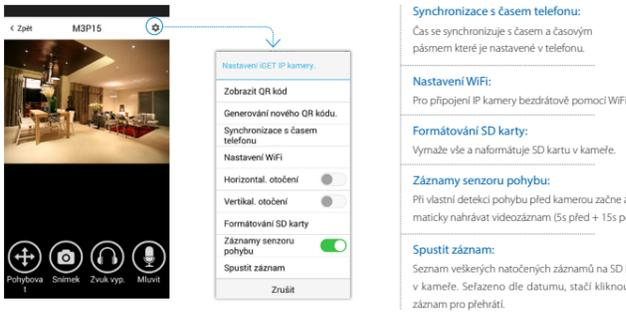 Zpět
M3P15
Pohybova
t
Snímek
Zvuk vyp.
Mluvit
Nastavení iGET IP kamery.
Zobrazit QR kód
Generování nového QR kódu.
Synchronizace s časem
telefonu
Nastavení WiFi
Horizontal. otočení
Vertikal. otočení
Formátování SD karty
Záznamy senzoru
pohybu
Spustit záznam
Zrušit
Synchronizace s časem telefonu:
Čas se synchronizuje s časem a časovým
pásmem které je nastavené v telefonu.
Nastavení WiFi:
Pro připojení IP kamery bezdrátově pomocí WiFi
Formátování SD karty:
Vymaže vše a naformátuje SD kartu v kameře.
Záznamy senzoru pohybu:
Při vlastní detekci pohybu před kamerou začne a
maticky nahrávat videozáznam (5s před + 15s p
Spustit záznam:
Seznam veškerých natočených záznamů na SD
v kameře. Seřazeno dle datumu, stačí kliknou
záznam pro přehrátí.